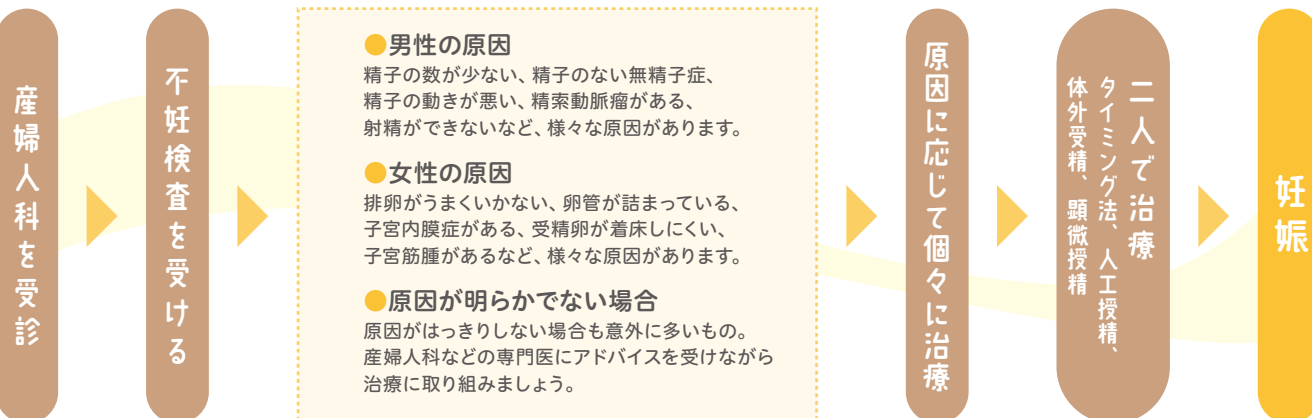 産婦人科を受診
不妊検査を受ける
●男性の原因
精子の数が少ない、精子のない無精子症、
精子の動きが悪い、精索動脈瘤がある、
射精ができないなど、様々な原因があります。
●女性の原因
排卵がうまくいかない、卵管が詰まっている、
子宮内膜症がある、受精卵が着床しにくい、
子宮筋腫があるなど、様々な原因があります。
●原因が明らかでない場合
原因がはっきりしない場合も意外に多いもの。
産婦人科などの専門医にアドバイスを受けながら
治療に取り組みましょう。
原因に応じて個々に治療
二人で治療
タイミング法、人工授精、
体外受精、顕微授精
妊娠